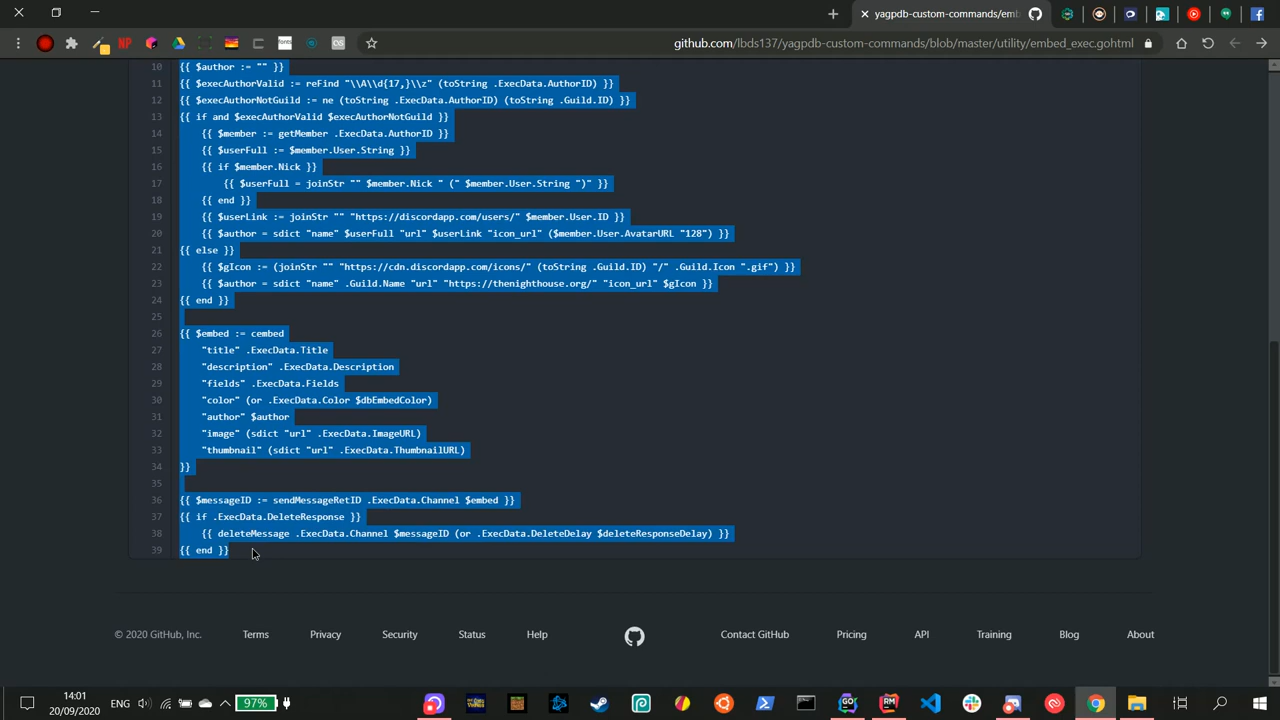 yagpdb-custom-commands/emb
github.com/lbds137/yagpdb-custom-commands/blob/master/utility/embed_exec.gohtml
10 {{ $author := "" }}
11 {{ $execAuthorValid := reFind "\\A\\d{17,}\\z" (toString .ExecData.AuthorID) }}
12 {{ $execAuthorNotGuild := ne (toString .ExecData.AuthorID) (toString .Guild.ID) }}
13 {{ if and $execAuthorValid $execAuthorNotGuild }}
14 {{ $member := getMember .ExecData.AuthorID }}
15 {{ $userFull := $member.User.String }}
16 {{ if $member.Nick }}
17 {{ $userFull = joinStr "" $member.Nick " (" $member.User.String ")" }}
18 {{ end }}
19 {{ $userLink := joinStr "" "https://discordapp.com/users/" $member.User.ID }}
20 {{ $author = sdict "name" $userFull "url" $userLink "icon_url" ($member.User.AvatarURL "128") }}
21 {{ else }}
22 {{ $gIcon := (joinStr "" "https://cdn.discordapp.com/icons/" (toString .Guild.ID) "/" .Guild.Icon ".gif") }}
23 {{ $author = sdict "name" .Guild.Name "url" "https://thenighthouse.org/" "icon_url" $gIcon }}
24 {{ end }}
25
26 {{ $embed := cembed
27 "title" .ExecData.Title
28 "description" .ExecData.Description
29 "fields" .ExecData.Fields
30 "color" (or .ExecData.Color $dbEmbedColor)
31 "author" $author
32 "image" (sdict "url" .ExecData.ImageURL)
33 "thumbnail" (sdict "url" .ExecData.ThumbnailURL)
34 }}
35
36 {{ $messageID := sendMessageRetID .ExecData.Channel $embed }}
37 {{ if .ExecData.DeleteResponse }}
38 {{ deleteMessage .ExecData.Channel $messageID (or .ExecData.DeleteDelay $deleteResponseDelay) }}
39 {{ end }}
© 2020 GitHub, Inc. Terms Privacy Security Status Help Contact GitHub Pricing API Training Blog About
14:01
20/09/2020
ENG
97%